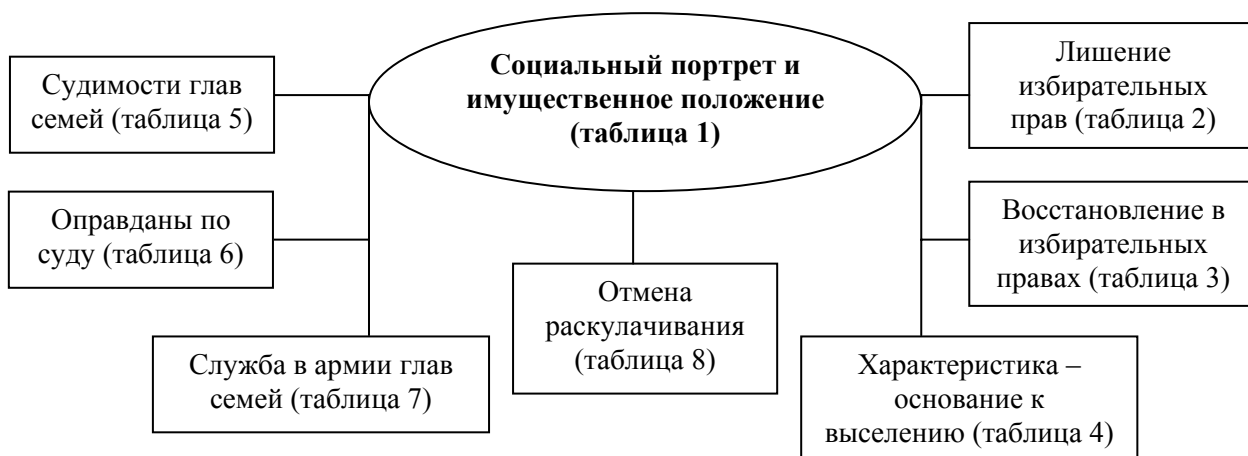 Социальный портрет и
имущественное положение
(таблица 1)
Судимости глав
семей (таблица 5)
Оправданы по
суду (таблица 6)
Служба в армии глав
семей (таблица 7)
Отмена
раскулачивания
(таблица 8)
Лишение
избирательных
прав (таблица 2)
Восстановление в
избирательных
правах (таблица 3)
Характеристика –
основание к
выселению (таблица 4)